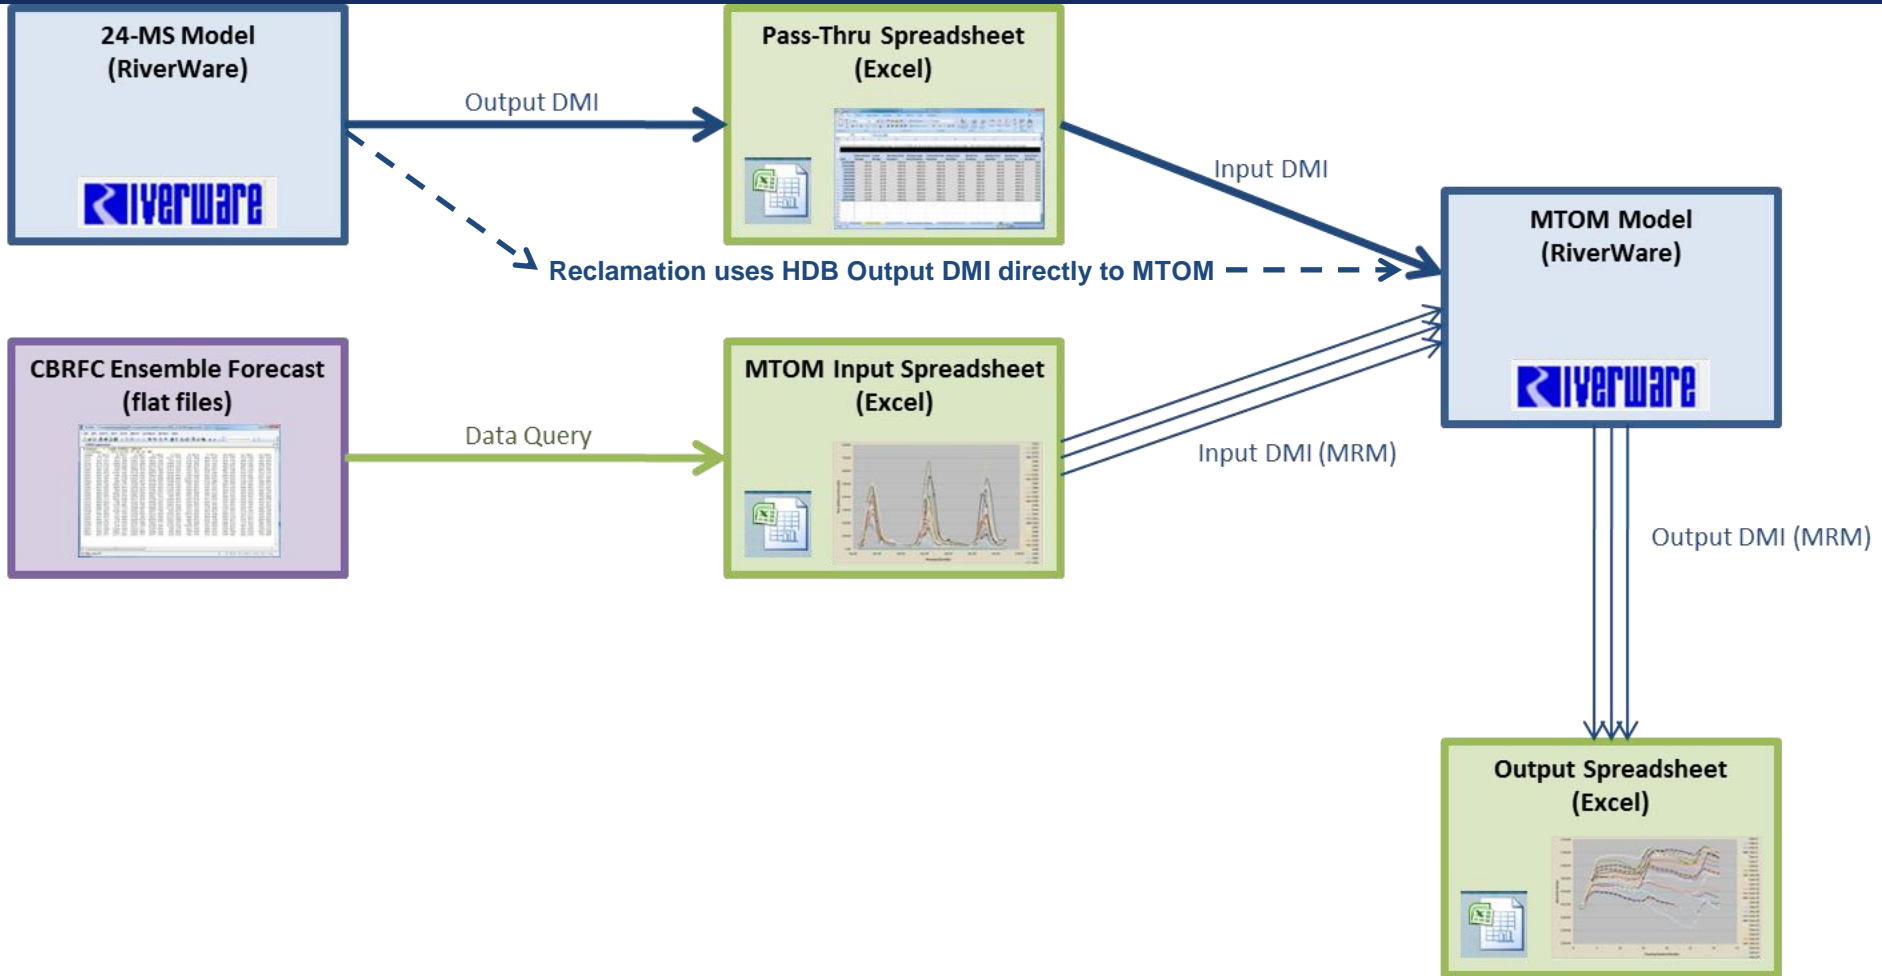 24-MS Model
(RiverWare)
Riverware
Output DMI
Pass-Thru Spreadsheet
(Excel)
Input DMI
MTOM Model
(RiverWare)
Riverware
Reclamation uses HDB Output DMI directly to MTOM
CBRFC Ensemble Forecast
(flat files)
Data Query
MTOM Input Spreadsheet
(Excel)
Input DMI (MRM)
Output DMI (MRM)
Output Spreadsheet
(Excel)